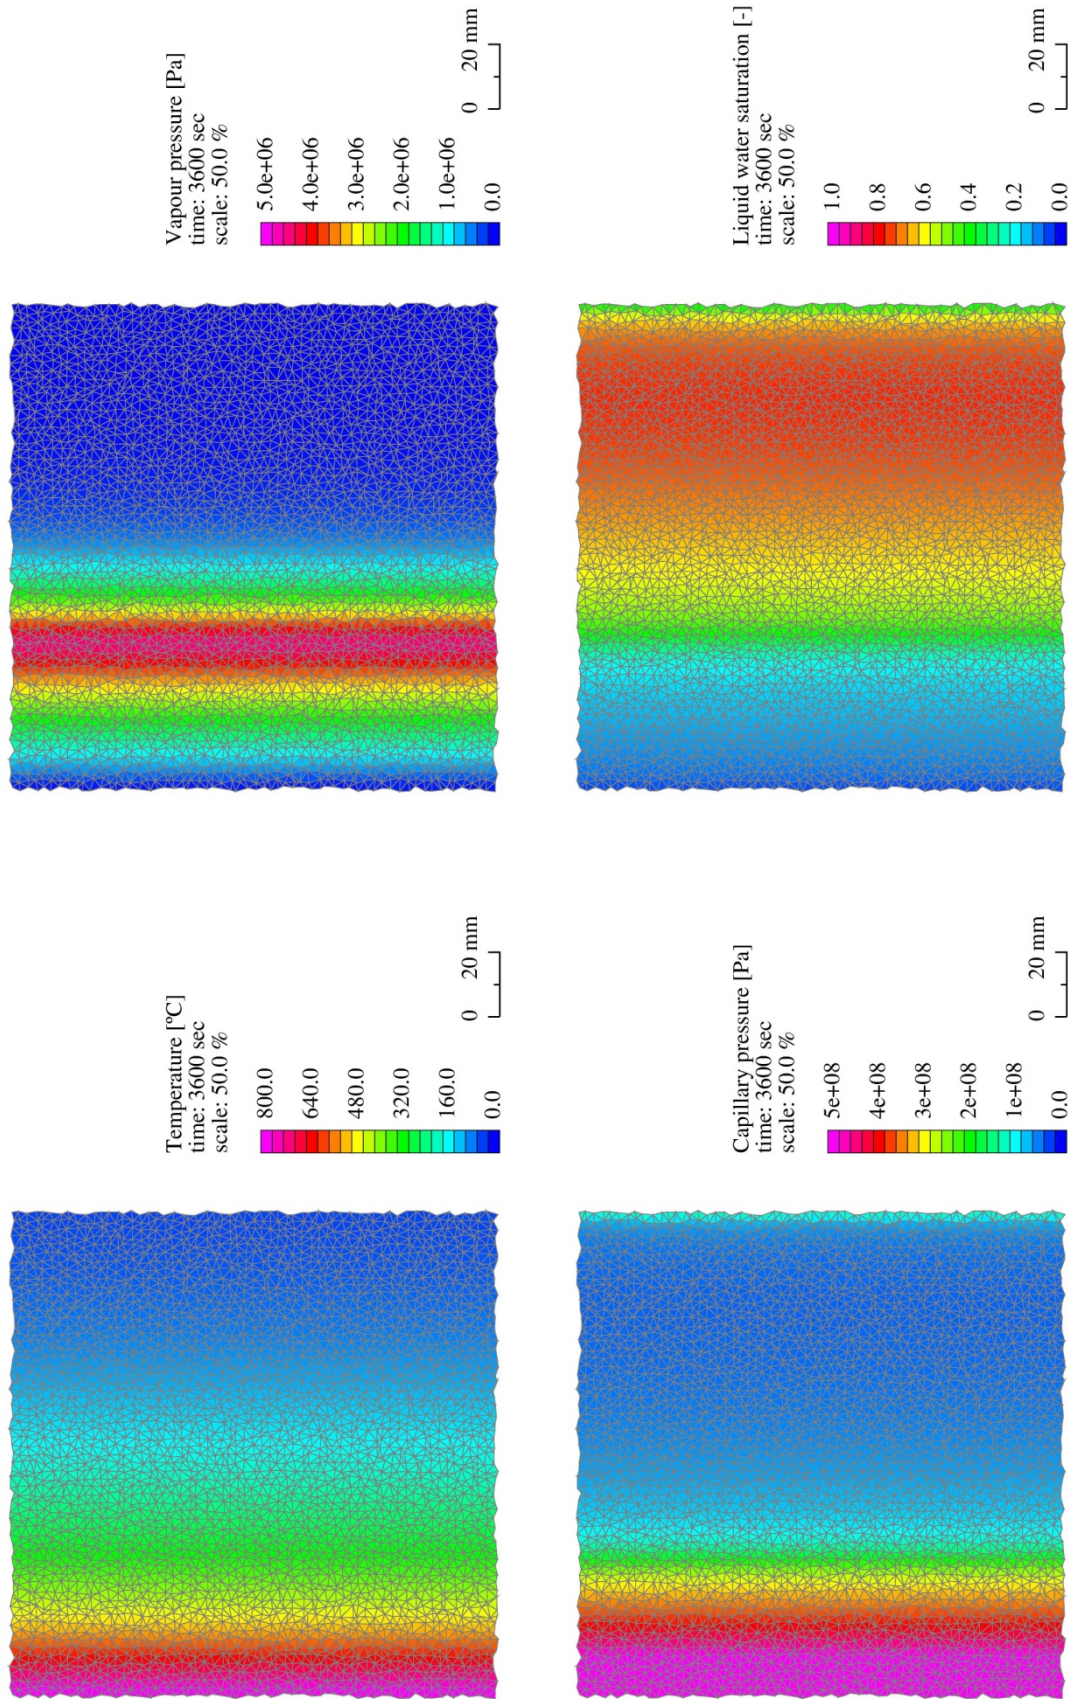 Temperature [ºC]
time: 3600 sec
scale: 50.0 %
800.0
640.0
480.0
320.0
160.0
0.0
0 20 mm
Vapour pressure [Pa]
time: 3600 sec
scale: 50.0 %
5.0e+06
4.0e+06
3.0e+06
2.0e+06
1.0e+06
0.0
0 20 mm
Capillary pressure [Pa]
time: 3600 sec
scale: 50.0 %
5e+08
4e+08
3e+08
2e+08
1e+08
0.0
0 20 mm
Liquid water saturation [-]
time: 3600 sec
scale: 50.0 %
1.0
0.8
0.6
0.4
0.2
0.0
0 20 mm